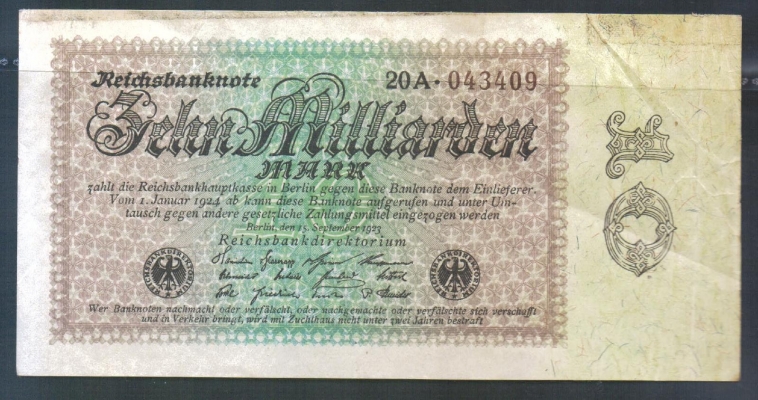 Reichsbanknote 20A·043409
Zehn Milliarden
MARK
zahlt die Reichsbankhauptkasse in Berlin gegen diese Banknote dem Einlieferer.
Vom 1. Januar 1924 ab kann diese Banknote aufgerufen und unter Um-
tausch gegen andere gesetzliche Zahlungsmittel eingezogen werden
Berlin, den 15. September 1923
Reichsbankdirektorium
REICHSBANKDIREKTORIUM REICHSBANKDIREKTORIUM
Wer Banknoten nachmacht oder verfälscht, oder nachgemachte oder verfälschte sich verschafft
und in Verkehr bringt, wird mit Zuchthaus nicht unter zwei Jahren bestraft
10